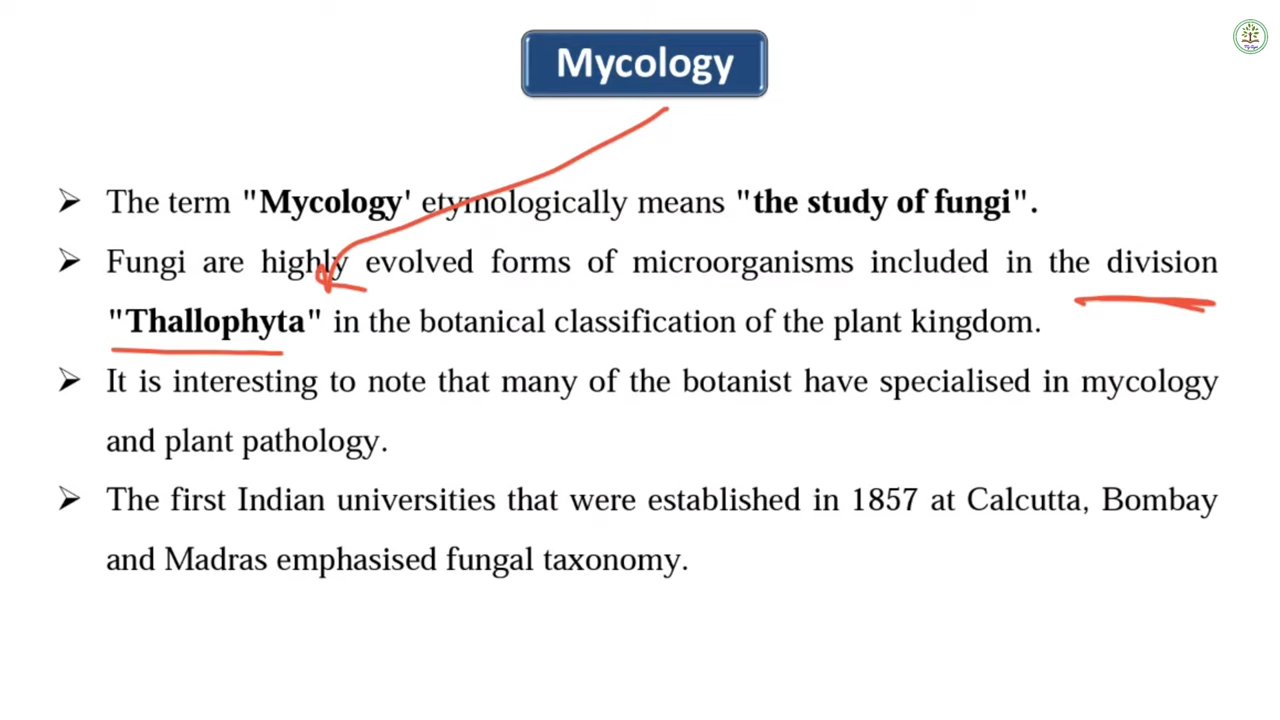 Mycology
➤ The term "Mycology' etymologically means "the study of fungi".
➤ Fungi are highly evolved forms of microorganisms included in the division
"Thallophyta" in the botanical classification of the plant kingdom.
➤ It is interesting to note that many of the botanist have specialised in mycology
and plant pathology.
➤ The first Indian universities that were established in 1857 at Calcutta, Bombay
and Madras emphasised fungal taxonomy.